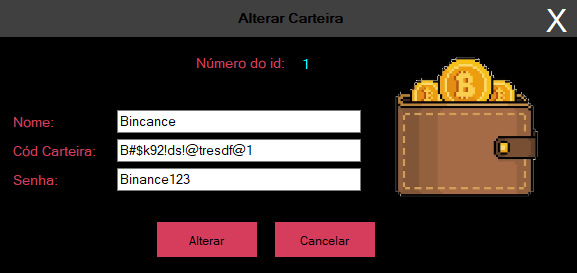 Alterar Carteira
X
Número do id: 1
Nome: Bincance
Cód Carteira: B#$k92!ds!@tresdf@1
Senha: Binance123
Alterar Cancelar